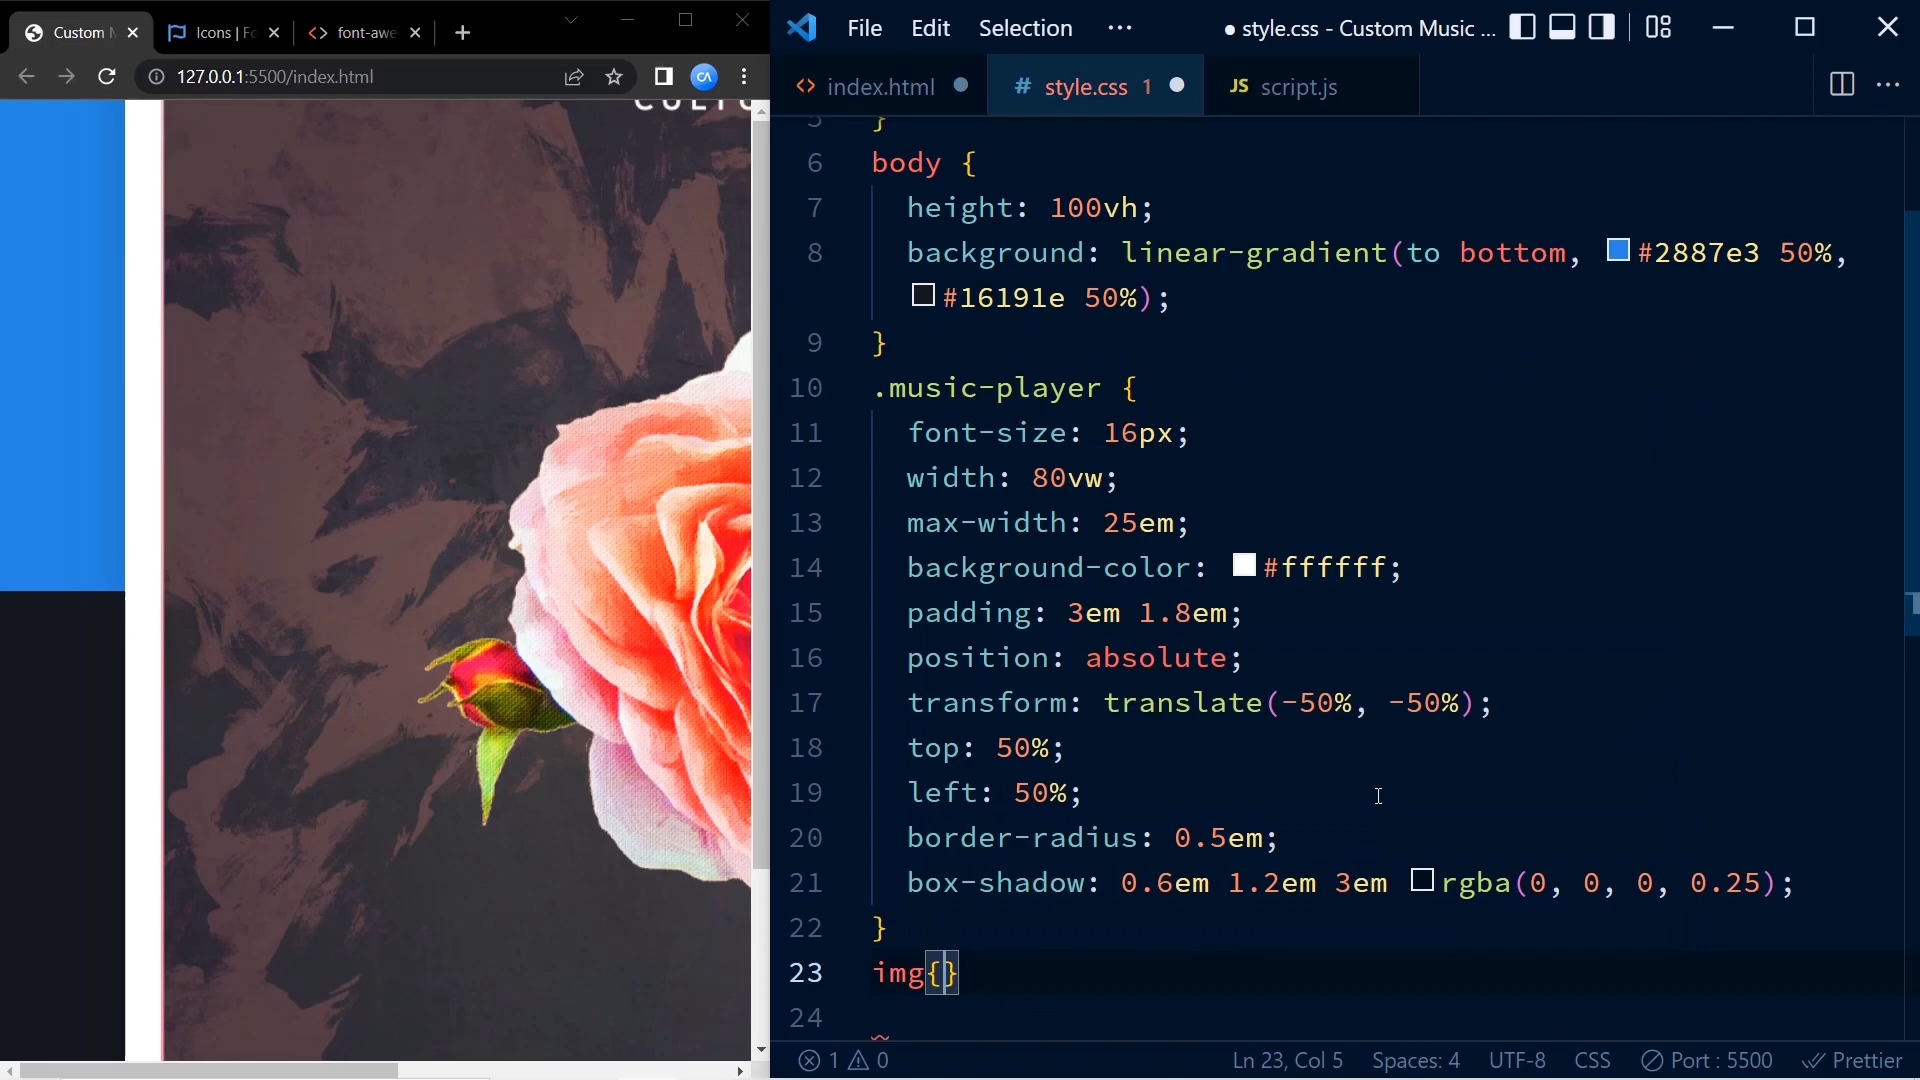 Custom M
Icons | Fo
font-awe
127.0.0.1:5500/index.html
CA
CULTU
File Edit Selection ...
● style.css - Custom Music ...
index.html
# style.css 1
JS script.js
5 }
6 body {
7 height: 100vh;
8 background: linear-gradient(to bottom, #2887e3 50%,
#16191e 50%);
9 }
10 .music-player {
11 font-size: 16px;
12 width: 80vw;
13 max-width: 25em;
14 background-color: #ffffff;
15 padding: 3em 1.8em;
16 position: absolute;
17 transform: translate(-50%, -50%);
18 top: 50%;
19 left: 50%;
20 border-radius: 0.5em;
21 box-shadow: 0.6em 1.2em 3em rgba(0, 0, 0, 0.25);
22 }
23 img{}
24
1 0 Ln 23, Col 5 Spaces: 4 UTF-8 CSS Port : 5500 Prettier